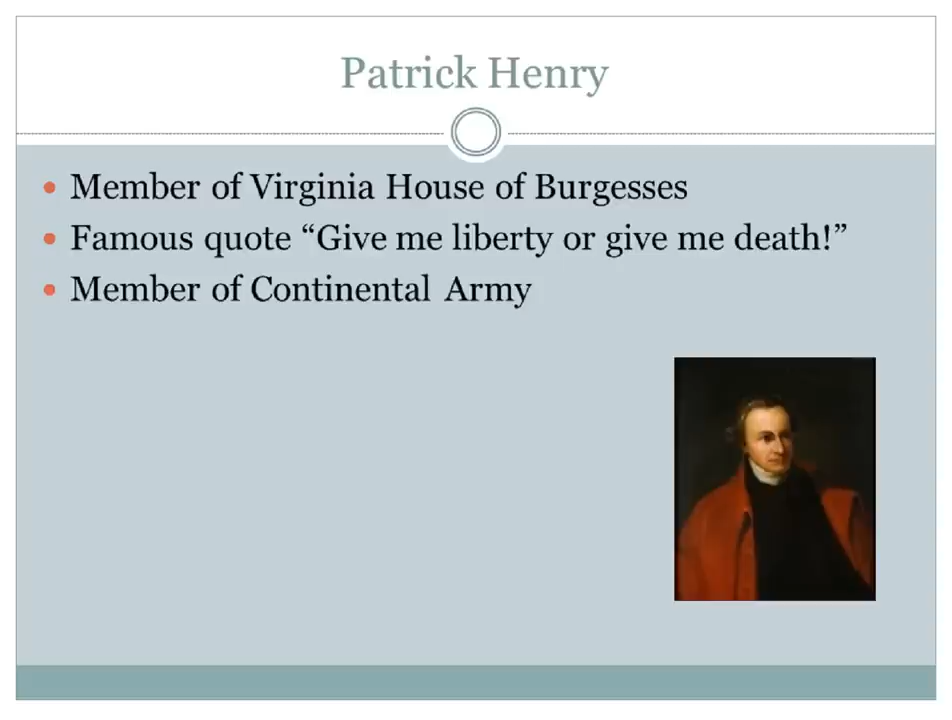 Patrick Henry
Member of Virginia House of Burgesses
Famous quote “Give me liberty or give me death!”
Member of Continental Army